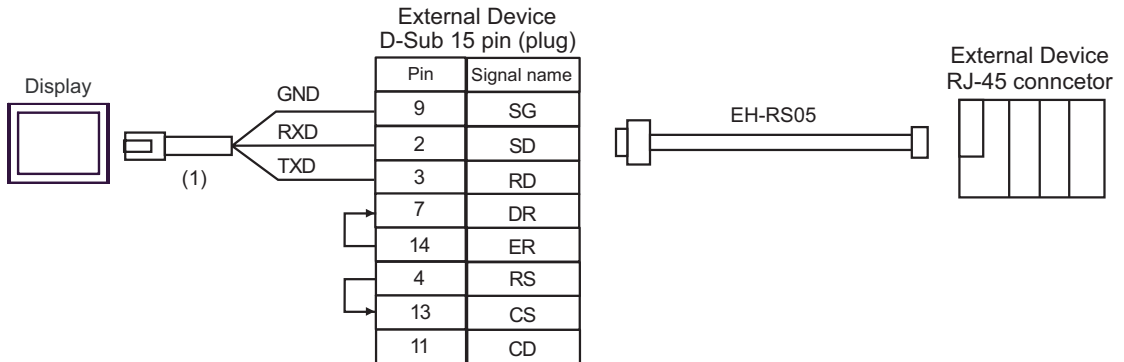 External Device
D-Sub 15 pin (plug)
Pin Signal name
9 SG
2 SD
3 RD
7 DR
14 ER
4 RS
13 CS
11 CD
Display
GND
RXD
TXD
(1)
EH-RS05
External Device
RJ-45 conncetor